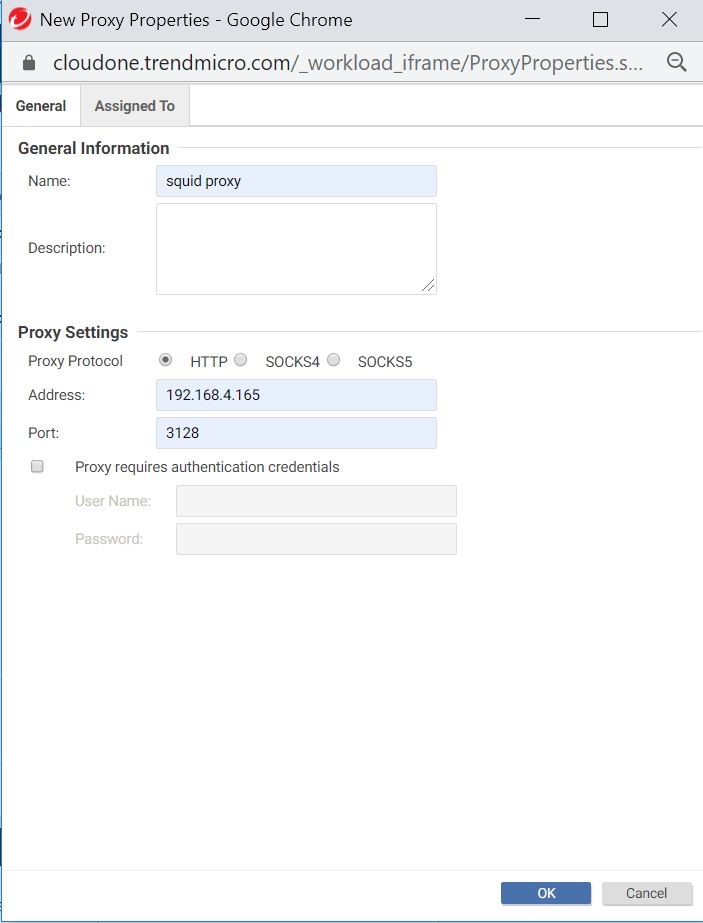 New Proxy Properties - Google Chrome
cloudone.trendmicro.com/_workload_iframe/ProxyProperties.s...
General Assigned To
General Information
Name: squid proxy
Description:
Proxy Settings
Proxy Protocol HTTP SOCKS4 SOCKS5
Address: 192.168.4.165
Port: 3128
Proxy requires authentication credentials
User Name:
Password:
OK Cancel